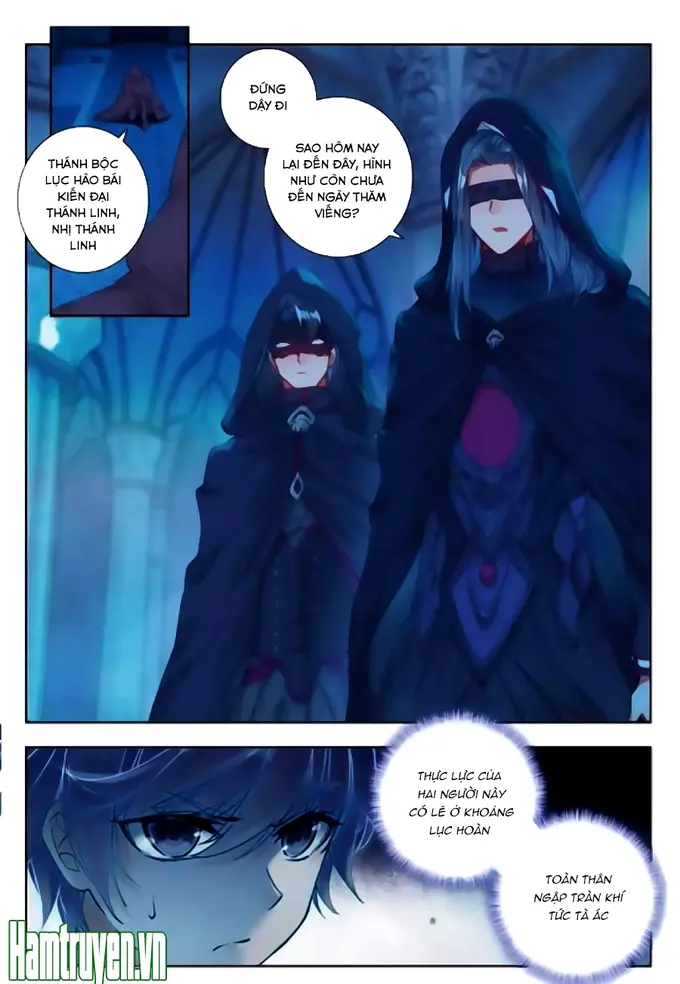 THÁNH BỘC
LỤC HẢO BÁI
KIẾN ĐẠI
THÁNH LINH,
NHỊ THÁNH
LINH
ĐỨNG
DẬY ĐI
SAO HÔM NAY
LẠI ĐẾN ĐÂY, HÌNH
NHƯ CÒN CHƯA
ĐẾN NGÀY THĂM
VIẾNG?
THỰC LỰC CỦA
HAI NGƯỜI NÀY
CÓ LẼ Ở KHOẢNG
LỤC HOÀN
TOÀN THÂN
NGẬP TRÀN KHÍ
TỨC TÀ ÁC
Hamtruyen.vn